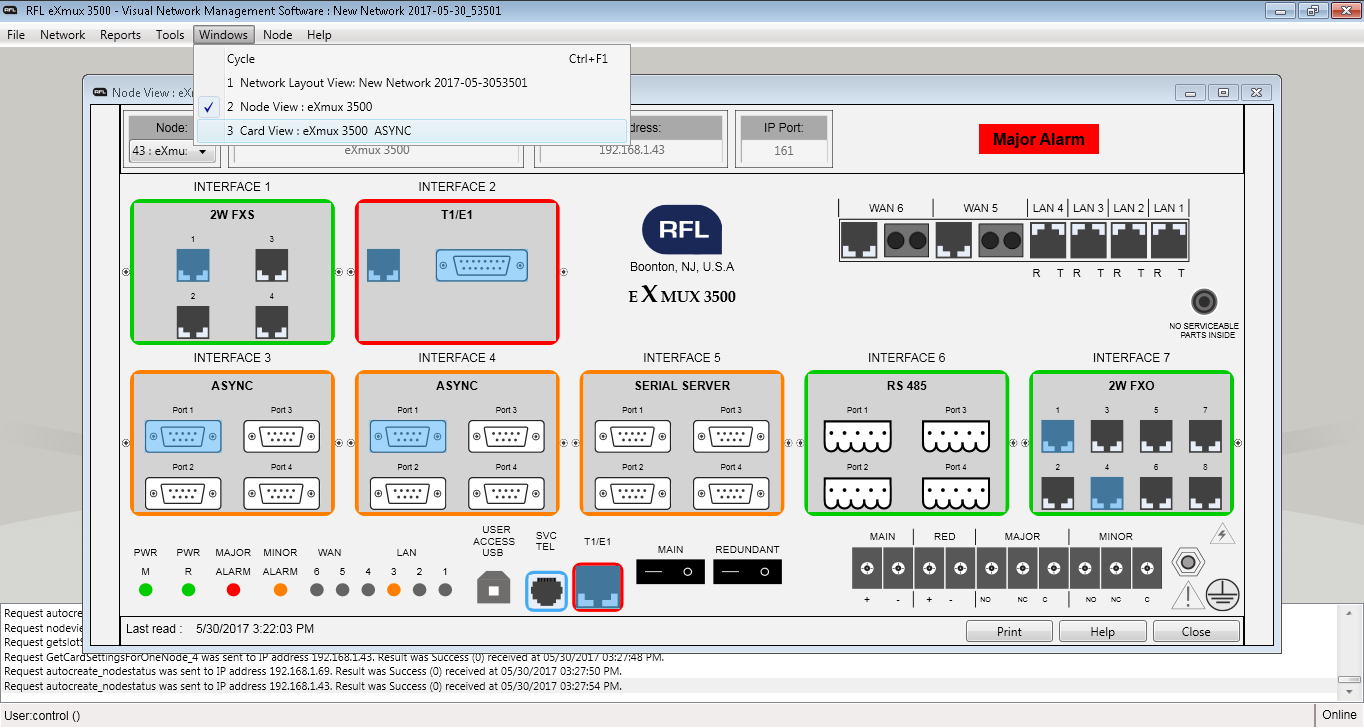 RFL eXmux 3500 - Visual Network Management Software : New Network 2017-05-30_53501
File Network Reports Tools Windows Node Help
Cycle Ctrl+F1
1 Network Layout View: New Network 2017-05-3053501
2 Node View : eXmux 3500
3 Card View : eXmux 3500 ASYNC
RFL Node View : eX
Node: dress: IP Port:
43 : eXmu: eXmux 3500 192.168.1.43 161
Major Alarm
INTERFACE 1 INTERFACE 2
2W FXS T1/E1
1 3
2 4
RFL
Boonton, NJ, U.S.A
eXmux 3500
WAN 6 WAN 5 LAN 4 LAN 3 LAN 2 LAN 1
R T R T R T R T
NO SERVICEABLE
PARTS INSIDE
INTERFACE 3 INTERFACE 4 INTERFACE 5 INTERFACE 6 INTERFACE 7
ASYNC ASYNC SERIAL SERVER RS 485 2W FXO
Port 1 Port 3 Port 1 Port 3 Port 1 Port 3 Port 1 Port 3 1 3 5 7
Port 2 Port 4 Port 2 Port 4 Port 2 Port 4 Port 2 Port 4 2 4 6 8
PWR PWR MAJOR MINOR WAN LAN
M R ALARM ALARM 6 5 4 3 2 1
USER
ACCESS
USB
SVC
TEL
T1/E1
MAIN REDUNDANT
MAIN RED MAJOR MINOR
+ - + - NC NO C NO NC C
Last read : 5/30/2017 3:22:03 PM
Print Help Close
Request autocre
Request nodevie
Request getslotS
Request GetCardSettingsForOneNode_4 was sent to IP address 192.168.1.43. Result was Success (0) received at 05/30/2017 03:27:48 PM.
Request autocreate_nodestatus was sent to IP address 192.168.1.69. Result was Success (0) received at 05/30/2017 03:27:50 PM.
Request autocreate_nodestatus was sent to IP address 192.168.1.43. Result was Success (0) received at 05/30/2017 03:27:54 PM.
User:control () Online